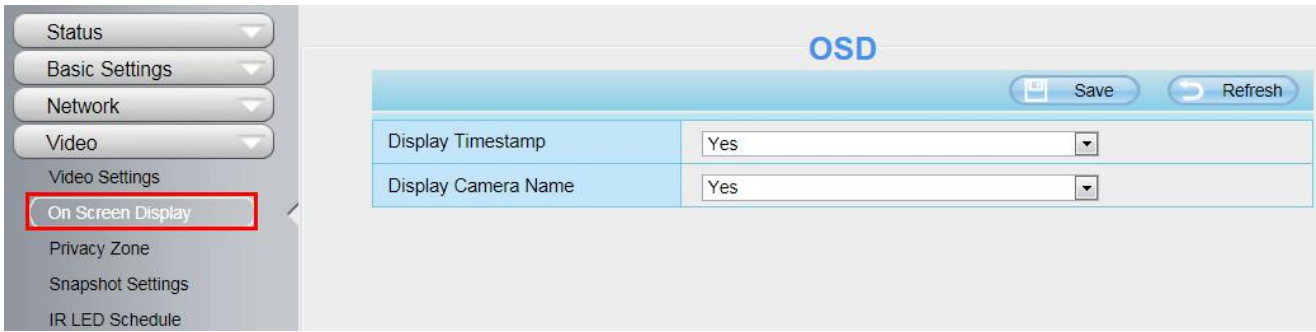 Status
Basic Settings
Network
Video
Video Settings
On Screen Display
Privacy Zone
Snapshot Settings
IR LED Schedule
OSD
Save Refresh
Display Timestamp Yes
Display Camera Name Yes